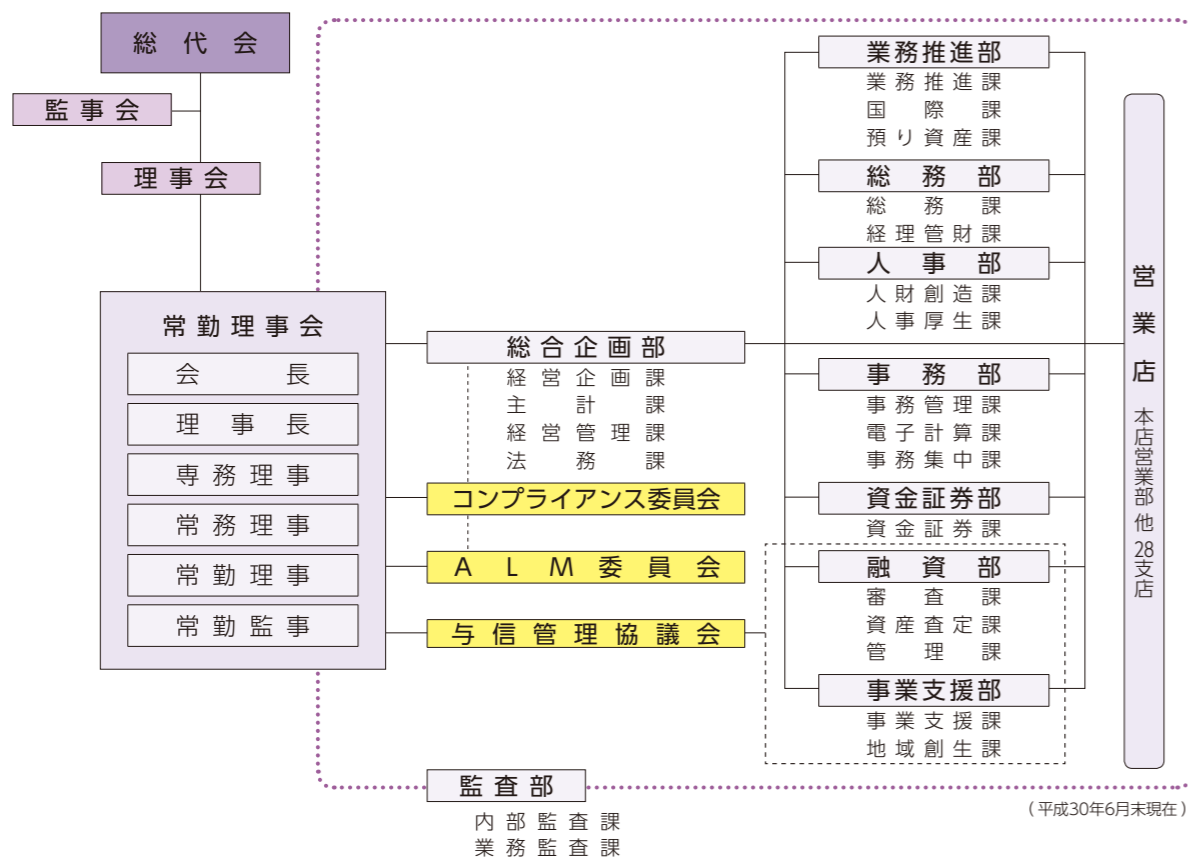 総代会
監事会
理事会
常勤理事会
会長
理事長
専務理事
常務理事
常勤理事
常勤監事
総合企画部
経営企画課
主計課
経営管理課
法務課
コンプライアンス委員会
ALM委員会
与信管理協議会
監査部
内部監査課
業務監査課
業務推進部
業務推進課
国際課
預り資産課
総務部
総務課
経理管財課
人事部
人財創造課
人事厚生課
事務部
事務管理課
電子計算課
事務集中課
資金証券部
資金証券課
融資部
審査課
資産査定課
管理課
事業支援部
事業支援課
地域創生課
営業店 本店営業部 他 28支店
(平成30年6月末現在)